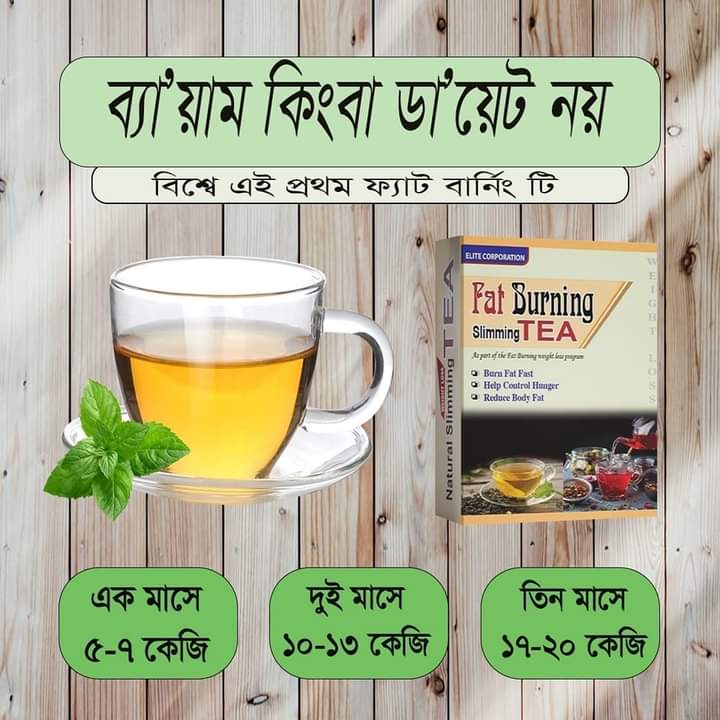 ব্যা'য়াম কিংবা ডা'য়েট নয়
বিশ্বে এই প্রথম ফ্যাট বার্নিং টি
ELITE CORPORATION
Fat Burning
Slimming TEA
As part of the Fat Burning weight loss program
Burn Fat Fast
Help Control Hunger
Reduce Body Fat
WEIGHT LOSS
Natural Slimming TEA
এক মাসে
৫-৭ কেজি
দুই মাসে
১০-১৩ কেজি
তিন মাসে
১৭-২০ কেজি